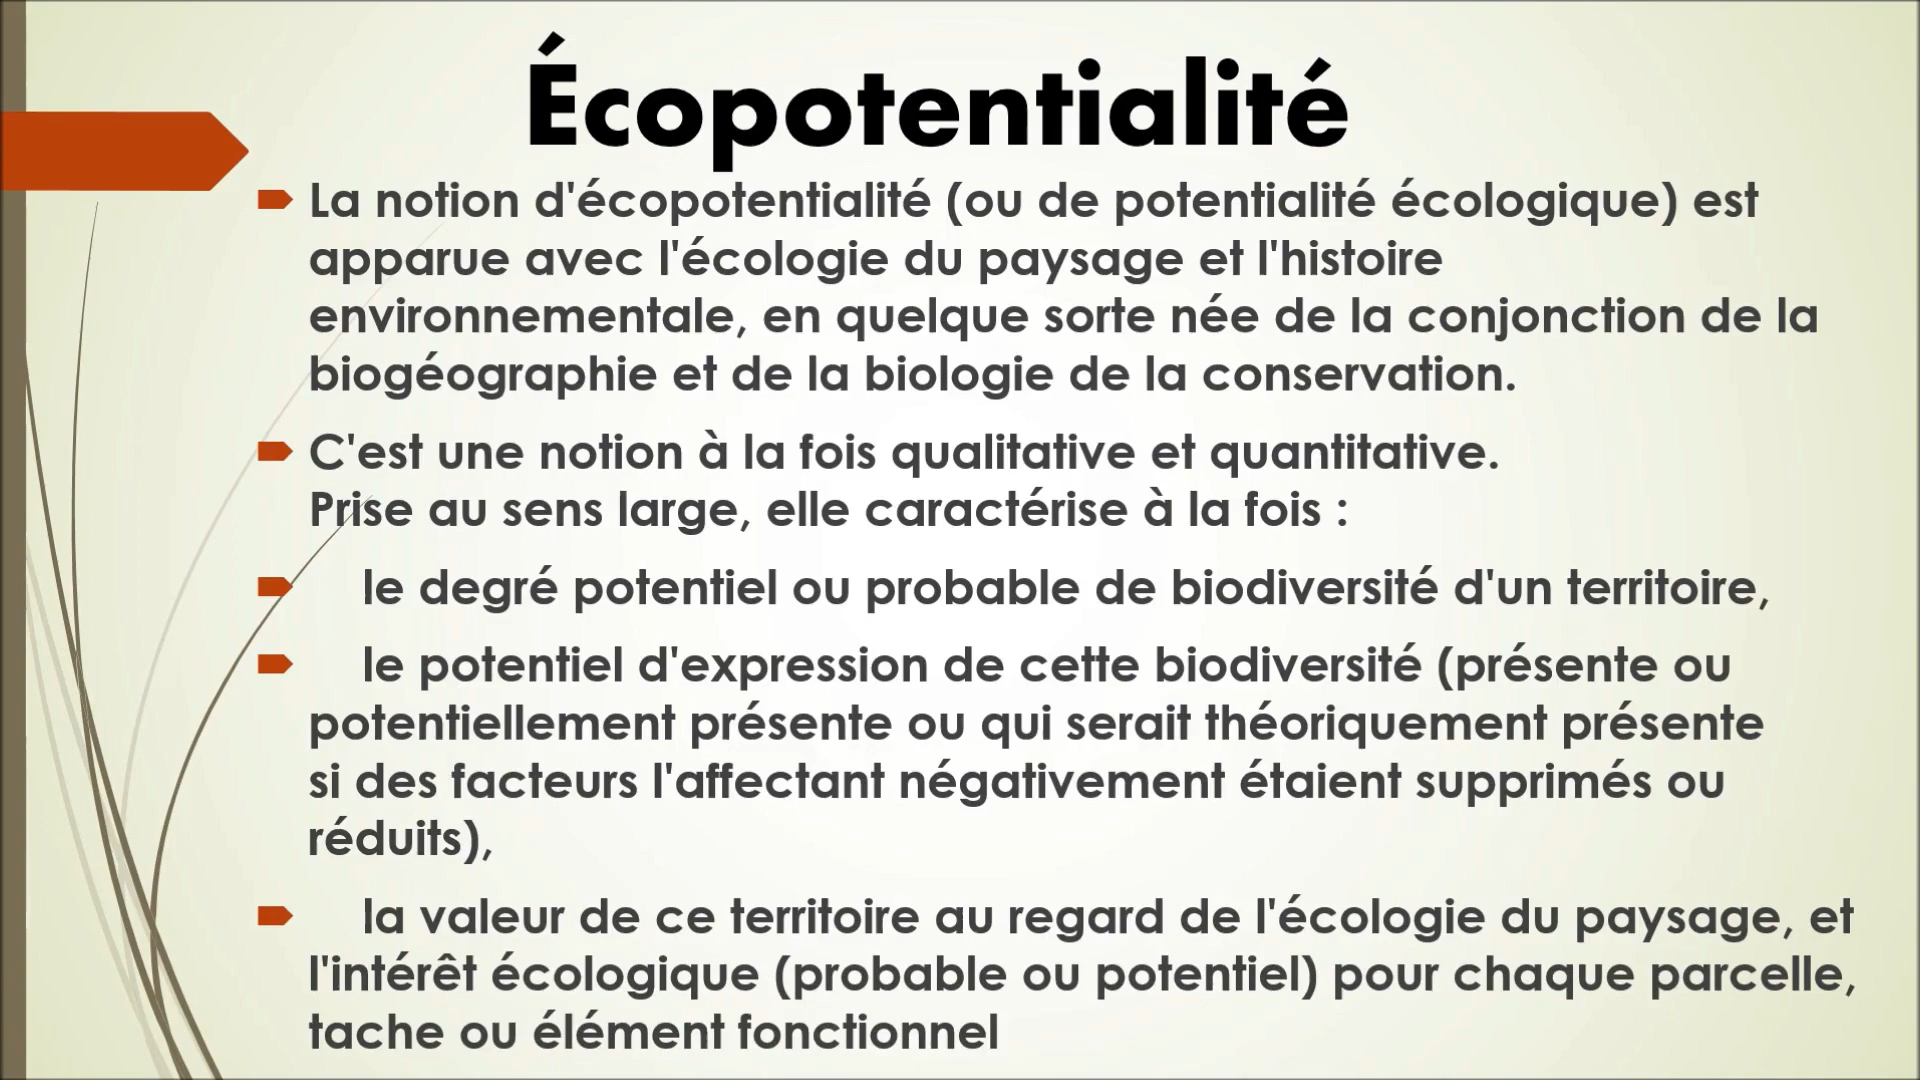 Écopotentialité
La notion d'écopotentialité (ou de potentialité écologique) est
apparue avec l'écologie du paysage et l'histoire
environnementale, en quelque sorte née de la conjonction de la
biogéographie et de la biologie de la conservation.
C'est une notion à la fois qualitative et quantitative.
Prise au sens large, elle caractérise à la fois :
le degré potentiel ou probable de biodiversité d'un territoire,
le potentiel d'expression de cette biodiversité (présente ou
potentiellement présente ou qui serait théoriquement présente
si des facteurs l'affectant négativement étaient supprimés ou
réduits),
la valeur de ce territoire au regard de l'écologie du paysage, et
l'intérêt écologique (probable ou potentiel) pour chaque parcelle,
tache ou élément fonctionnel